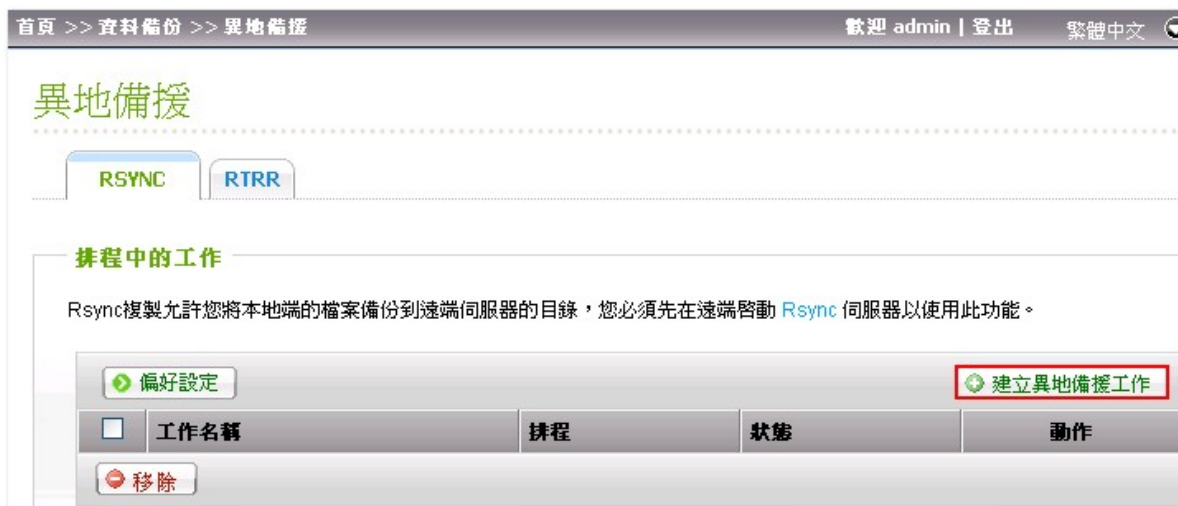 首頁 >> 資料備份 >> 異地備援 歡迎 admin | 登出 繁體中文
異地備援
RSYNC RTRR
排程中的工作
Rsync複製允許您將本地端的檔案備份到遠端伺服器的目錄，您必須先在遠端啓動 Rsync 伺服器以使用此功能。
偏好設定 建立異地備援工作
工作名稱 排程 狀態 動作
移除